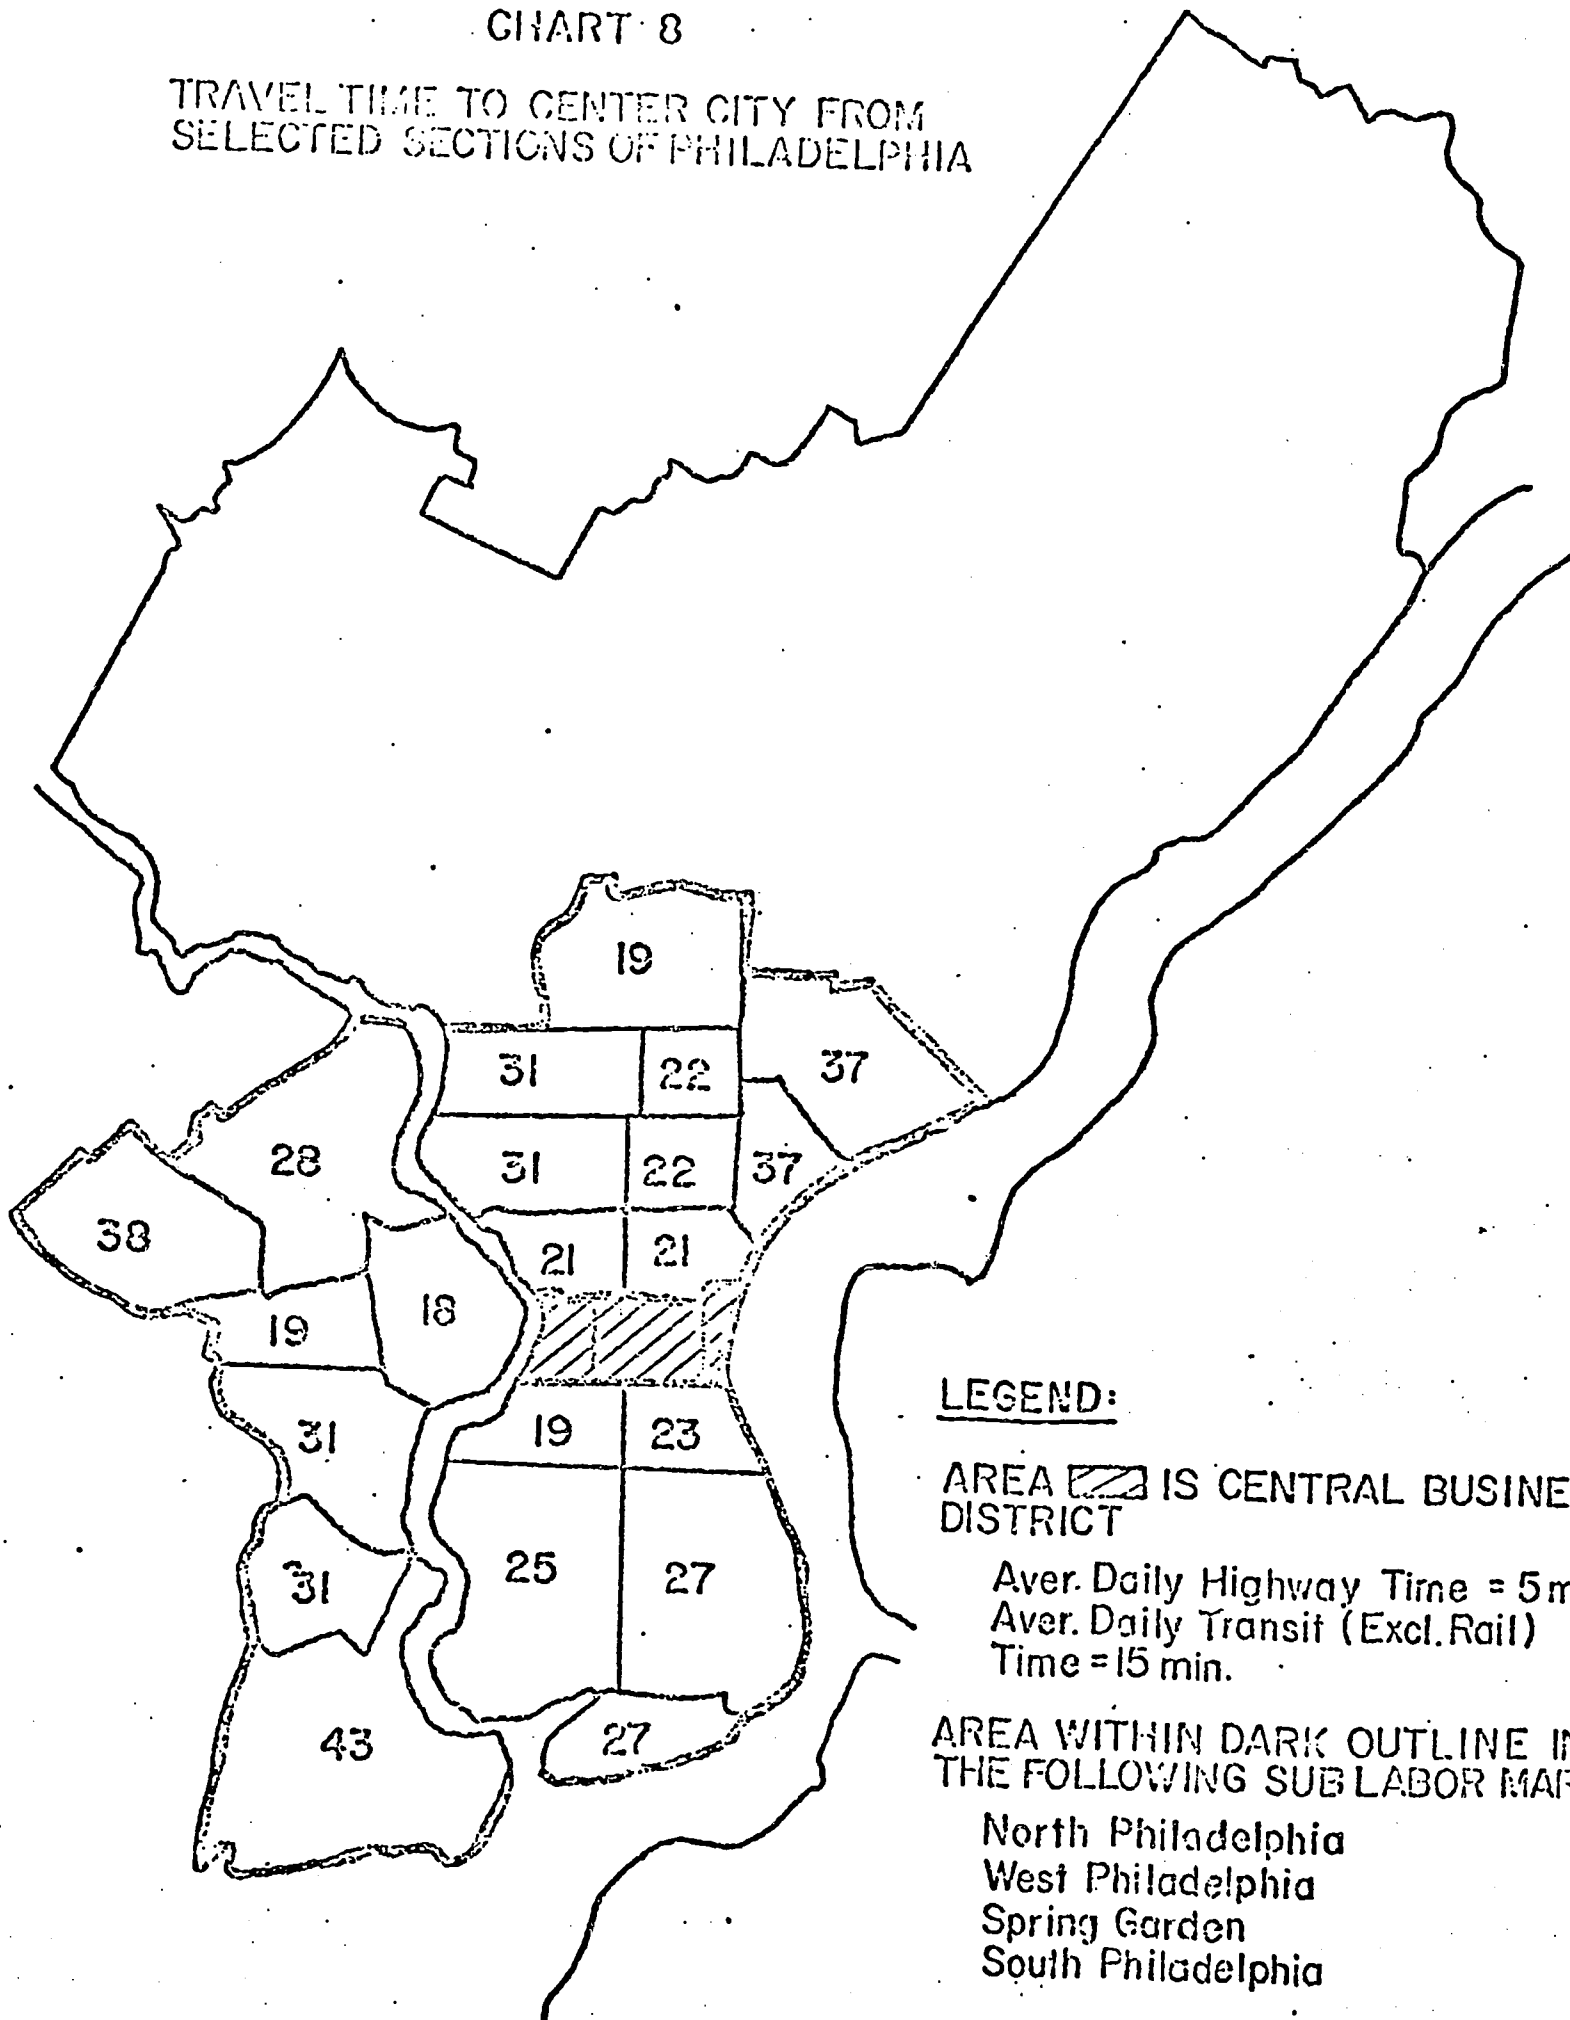 CHART 8
TRAVEL TIME TO CENTER CITY FROM
SELECTED SECTIONS OF PHILADELPHIA
19
31
22
37
31
22
37
28
38
21
21
18
19
19
23
31
25
27
31
27
43
LEGEND:
AREA IS CENTRAL BUSINE
DISTRICT
Aver. Daily Highway Time = 5 m
Aver. Daily Transit (Excl. Rail)
Time = 15 min.
AREA WITHIN DARK OUTLINE IN
THE FOLLOWING SUB LABOR MAR
North Philadelphia
West Philadelphia
Spring Garden
South Philadelphia